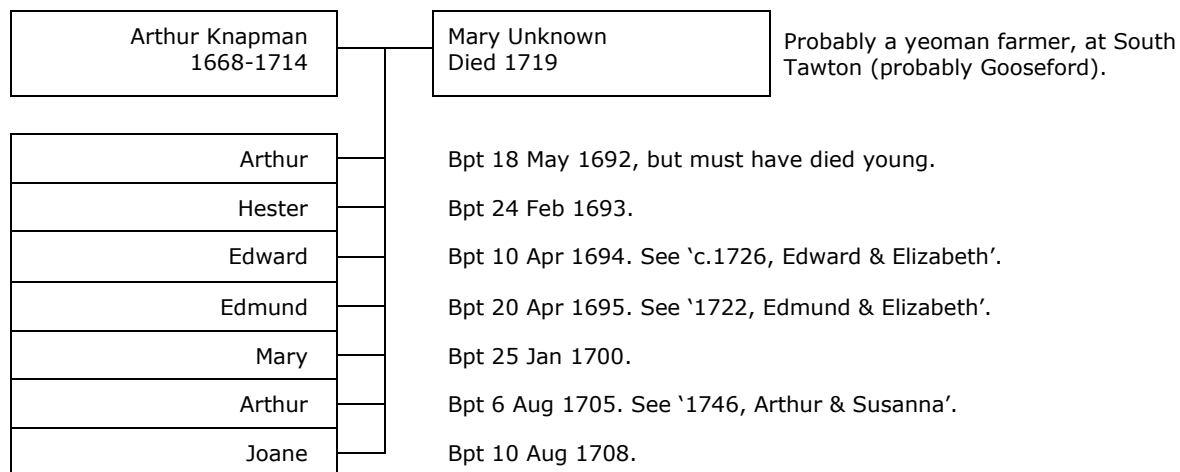 Arthur Knapman
1668-1714
Mary Unknown
Died 1719
Probably a yeoman farmer, at South
Tawton (probably Gooseford).
Arthur
Bpt 18 May 1692, but must have died young.
Hester
Bpt 24 Feb 1693.
Edward
Bpt 10 Apr 1694. See ‘c.1726, Edward & Elizabeth’.
Edmund
Bpt 20 Apr 1695. See ‘1722, Edmund & Elizabeth’.
Mary
Bpt 25 Jan 1700.
Arthur
Bpt 6 Aug 1705. See ‘1746, Arthur & Susanna’.
Joane
Bpt 10 Aug 1708.